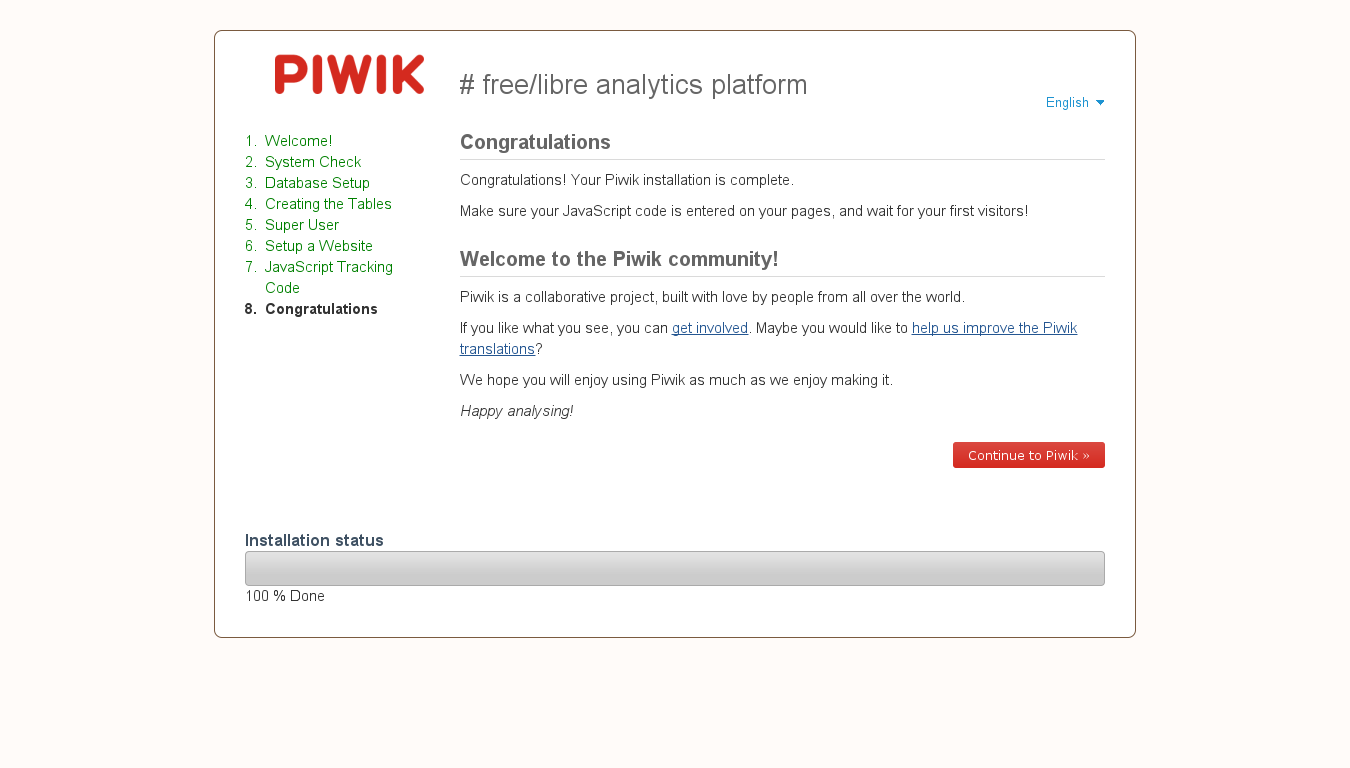 PIWIK
# free/libre analytics platform
English
1. Welcome!
2. System Check
3. Database Setup
4. Creating the Tables
5. Super User
6. Setup a Website
7. JavaScript Tracking
Code
8. Congratulations
Congratulations
Congratulations! Your Piwik installation is complete.
Make sure your JavaScript code is entered on your pages, and wait for your first visitors!
Welcome to the Piwik community!
Piwik is a collaborative project, built with love by people from all over the world.
If you like what you see, you can get involved. Maybe you would like to help us improve the Piwik
translations?
We hope you will enjoy using Piwik as much as we enjoy making it.
Happy analysing!
Continue to Piwik »
Installation status
100 % Done